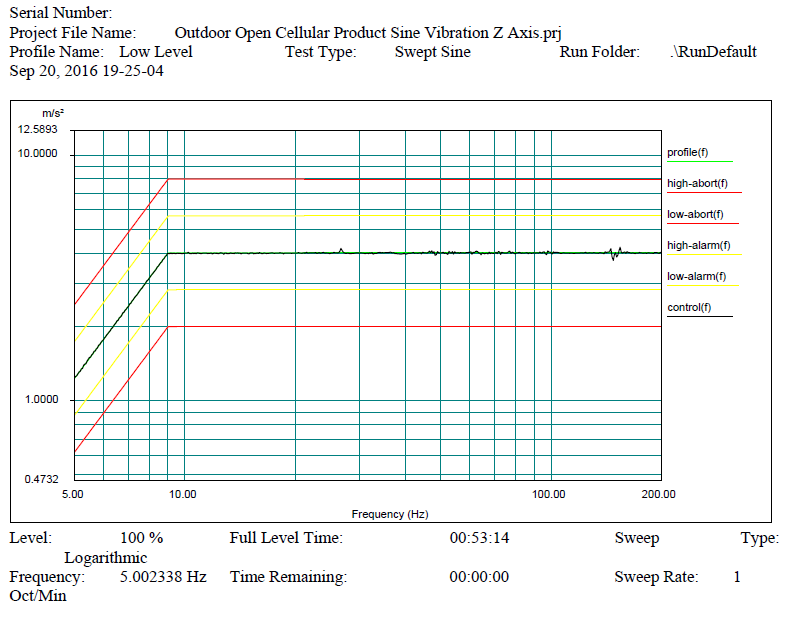 Serial Number:
Project File Name: Outdoor Open Cellular Product Sine Vibration Z Axis.prj
Profile Name: Low Level Test Type: Swept Sine Run Folder: .\RunDefault
Sep 20, 2016 19-25-04
m/s²
12.5893
10.0000
1.0000
0.4732
5.00 10.00 100.00 200.00
Frequency (Hz)
profile(f)
high-abort(f)
low-abort(f)
high-alarm(f)
low-alarm(f)
control(f)
Level: 100 % Full Level Time: 00:53:14 Sweep Type:
Logarithmic
Frequency: 5.002338 Hz Time Remaining: 00:00:00 Sweep Rate: 1
Oct/Min